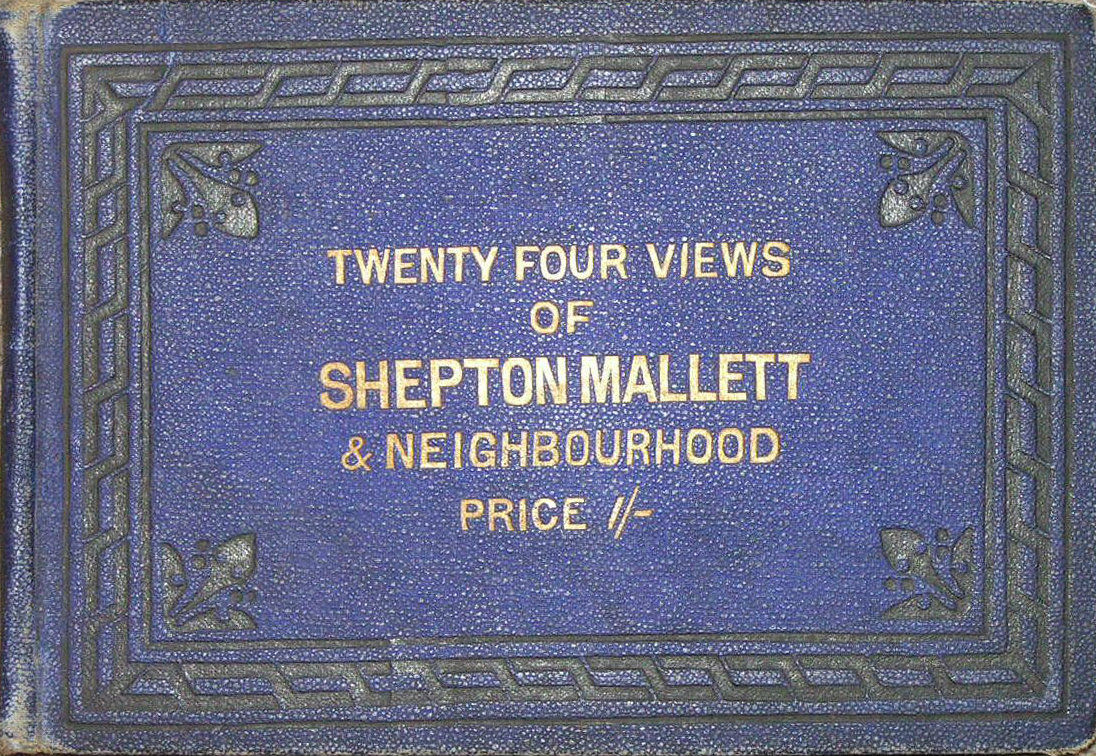 TWENTY FOUR VIEWS
OF
SHEPTON MALLETT
& NEIGHBOURHOOD
PRICE 1/-